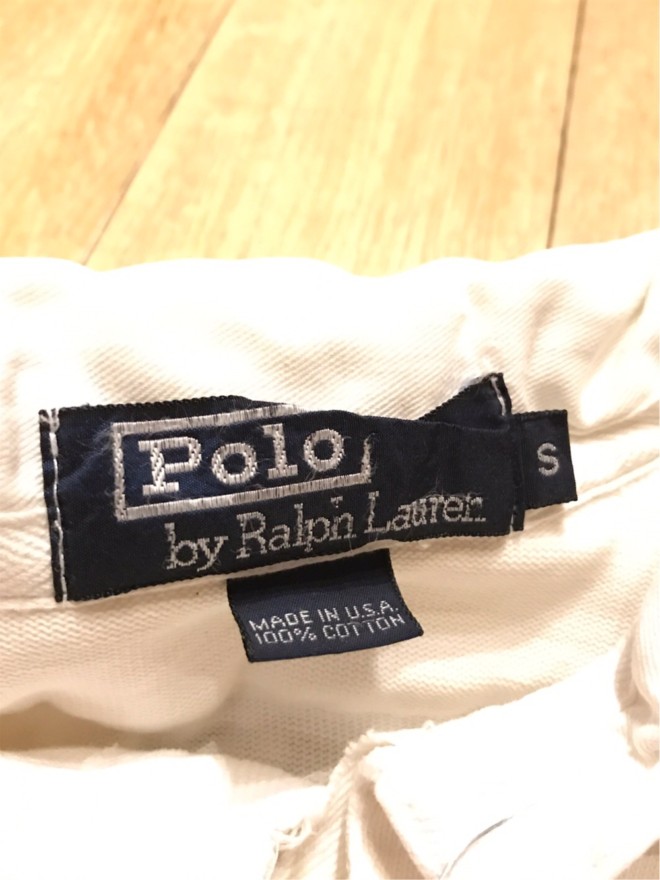 Polo
by Ralph Lauren
S
MADE IN U.S.A.
100% COTTON